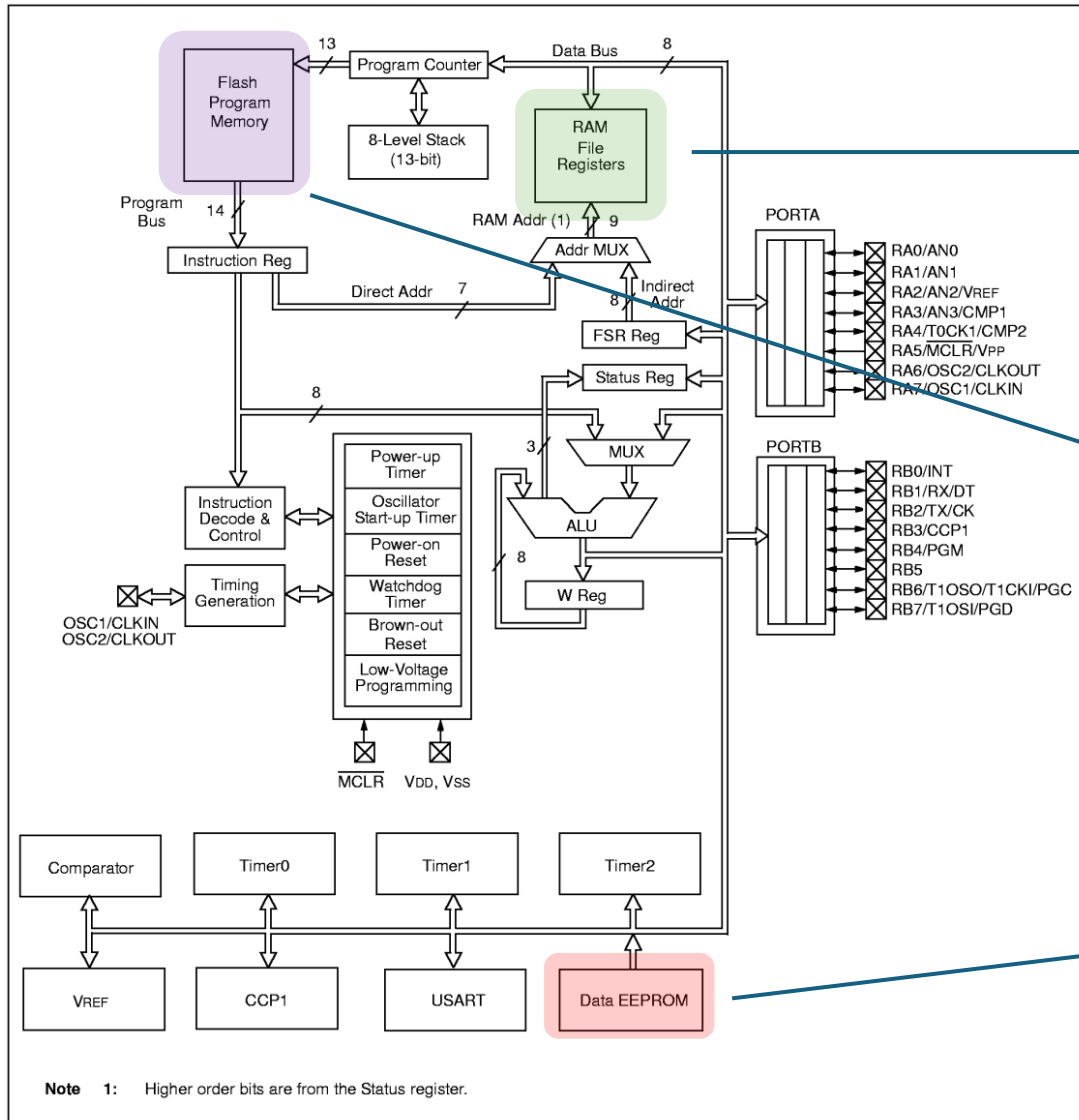 13
Data Bus
8
Program Counter
Flash
Program
Memory
RAM
File
Registers
8-Level Stack
(13-bit)
Program
Bus
14
RAM Addr (1)
9
PORTA
Addr MUX
Instruction Reg
Direct Addr
7
Indirect
Addr
8
FSR Reg
RA0/AN0
RA1/AN1
RA2/AN2/VREF
RA3/AN3/CMP1
RA4/T0CK1/CMP2
RA5/MCLR/VPP
RA6/OSC2/CLKOUT
RA7/OSC1/CLKIN
Status Reg
8
3
MUX
PORTB
Power-up
Timer
Oscillator
Start-up Timer
Power-on
Reset
Watchdog
Timer
Brown-out
Reset
Low-Voltage
Programming
Instruction
Decode &
Control
ALU
8
W Reg
RB0/INT
RB1/RX/DT
RB2/TX/CK
RB3/CCP1
RB4/PGM
RB5
RB6/T1OSO/T1CKI/PGC
RB7/T1OSI/PGD
Timing
Generation
OSC1/CLKIN
OSC2/CLKOUT
MCLR
VDD, VSS
Comparator
Timer0
Timer1
Timer2
VREF
CCP1
USART
Data EEPROM
Note 1: Higher order bits are from the Status register.